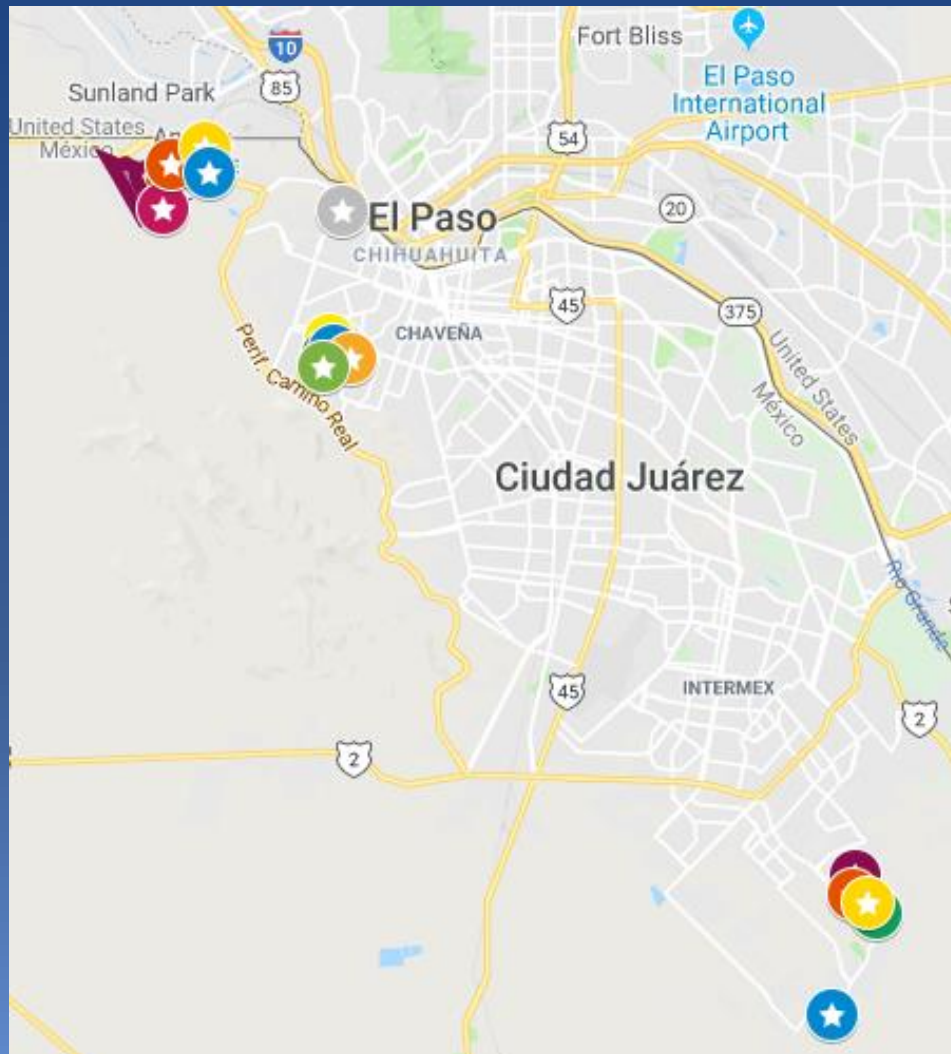 Fort Bliss
10
85
El Paso
International
Airport
Sunland Park
United States
México
54
20
El Paso
CHIHUAHUITA
45
375
CHAVEÑA
United States
México
Perif. Camino Real
Ciudad Juárez
Rio Grande
45
INTERMEX
2
2